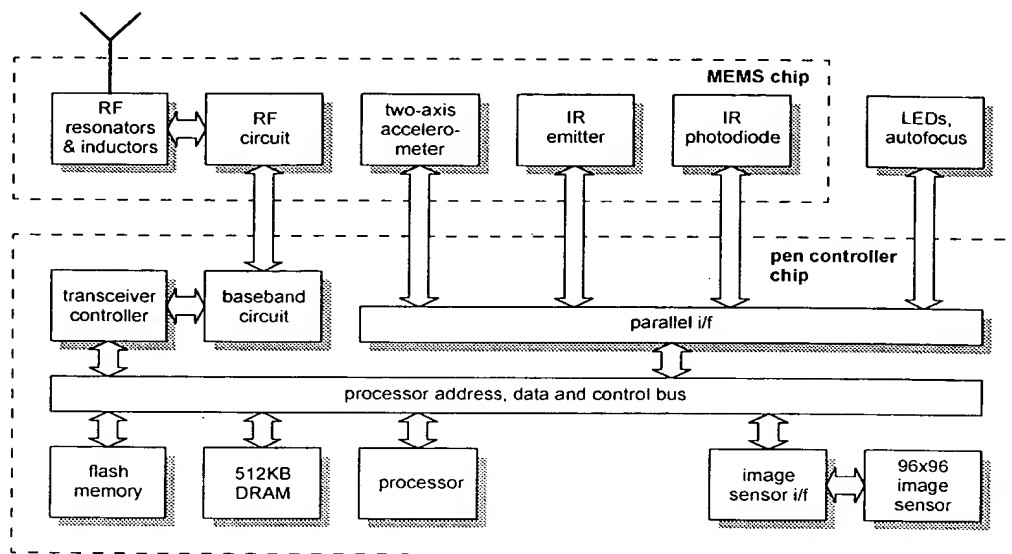 MEMS chip
RF
resonators
& inductors
RF
circuit
two-axis
accelero-
meter
IR
emitter
IR
photodiode
LEDs,
autofocus
pen controller
chip
transceiver
controller
baseband
circuit
parallel i/f
processor address, data and control bus
flash
memory
512KB
DRAM
processor
image
sensor i/f
96x96
image
sensor